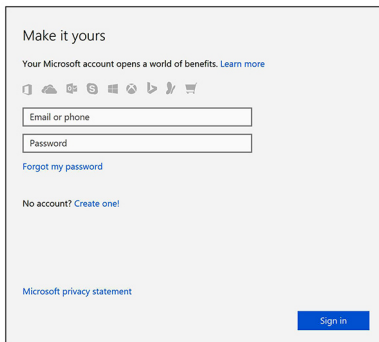 Make it yours
Your Microsoft account opens a world of benefits. Learn more
Email or phone
Password
Forgot my password
No account? Create one!
Microsoft privacy statement
Sign in